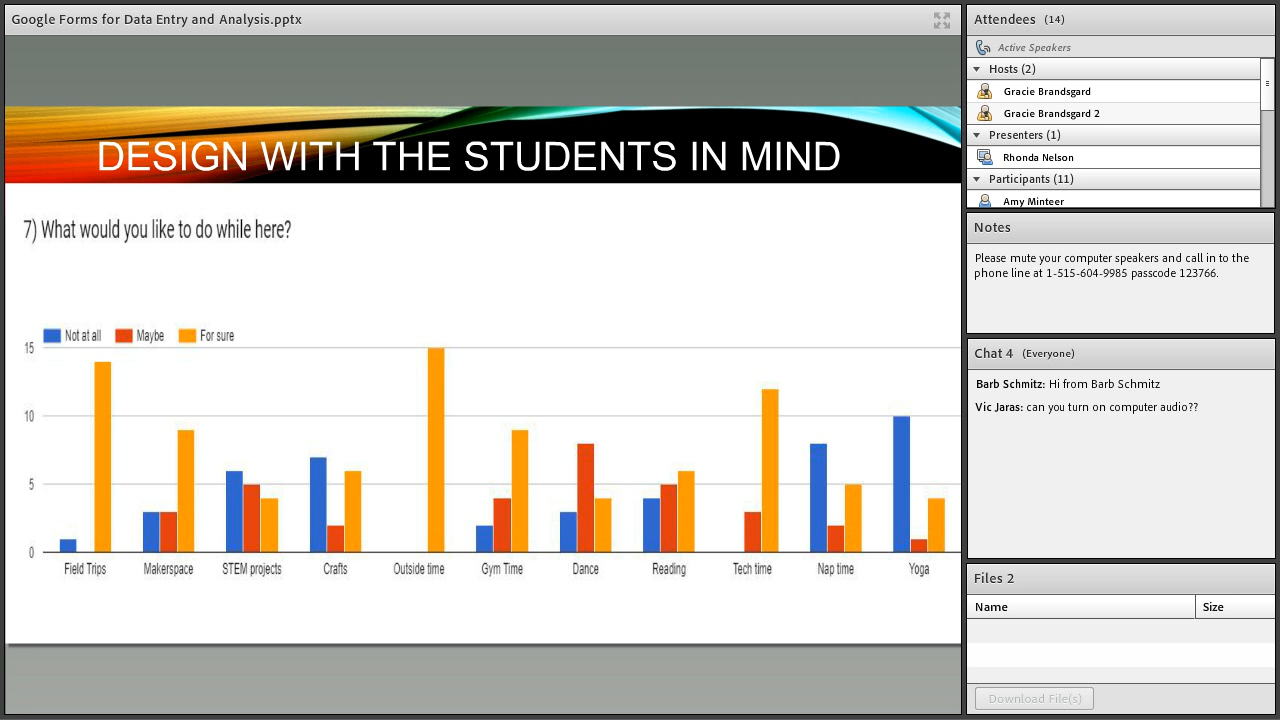 Google Forms for Data Entry and Analysis.pptx
DESIGN WITH THE STUDENTS IN MIND
7) What would you like to do while here?
Not at all Maybe For sure
15
10
5
0
Field Trips Makerspace STEM projects Crafts Outside time Gym Time Dance Reading Tech time Nap time Yoga
Attendees (14)
Active Speakers
Hosts (2)
Gracie Brandsgard
Gracie Brandsgard 2
Presenters (1)
Rhonda Nelson
Participants (11)
Amy Minteer
Notes
Please mute your computer speakers and call in to the
phone line at 1-515-604-9985 passcode 123766.
Chat 4 (Everyone)
Barb Schmitz: Hi from Barb Schmitz
Vic Jaras: can you turn on computer audio??
Files 2
Name Size
Download File(s)